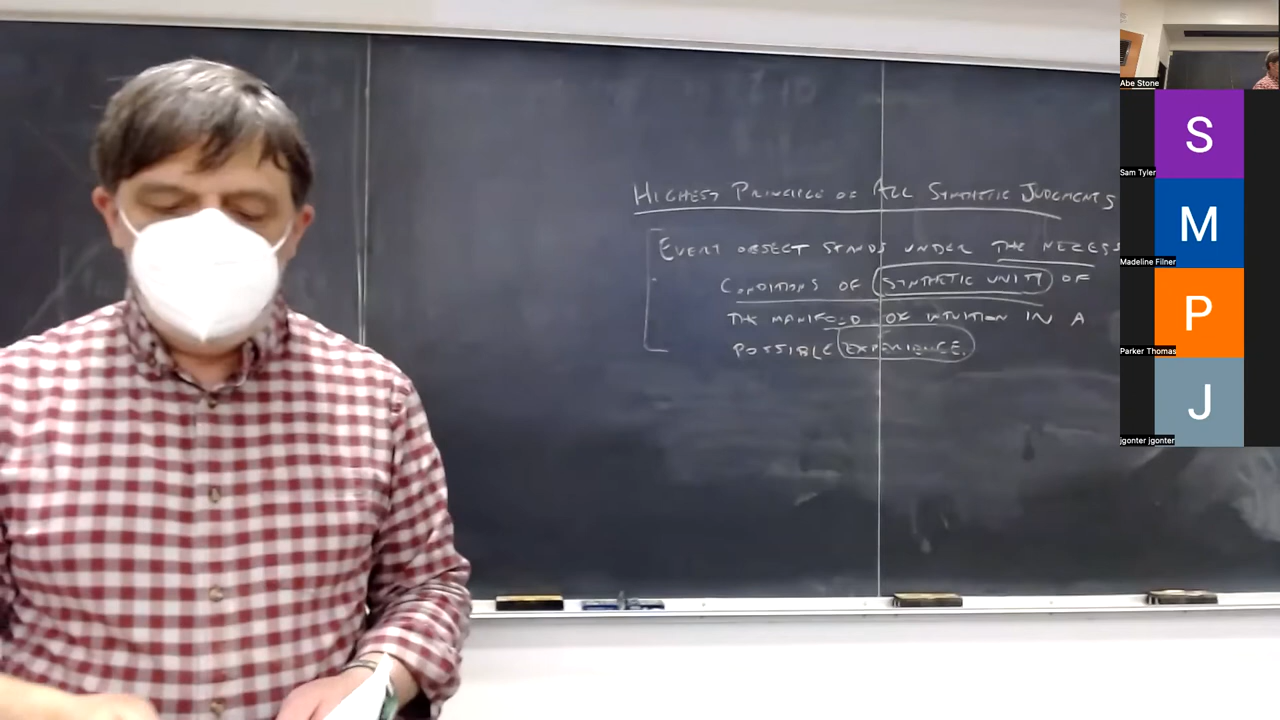 HIGHEST PRINCIPLE OF ALL SYNTHETIC JUDGMENTS
EVERY OBJECT STANDS UNDER THE NECESS
CONDITIONS OF SYNTHETIC UNITY OF
THE MANIFOLD OF INTUITION IN A
POSSIBLE EXPERIENCE.
Abe Stone
S
Sam Tyler
M
Madeline Filner
P
Parker Thomas
J
jgonter jgonter